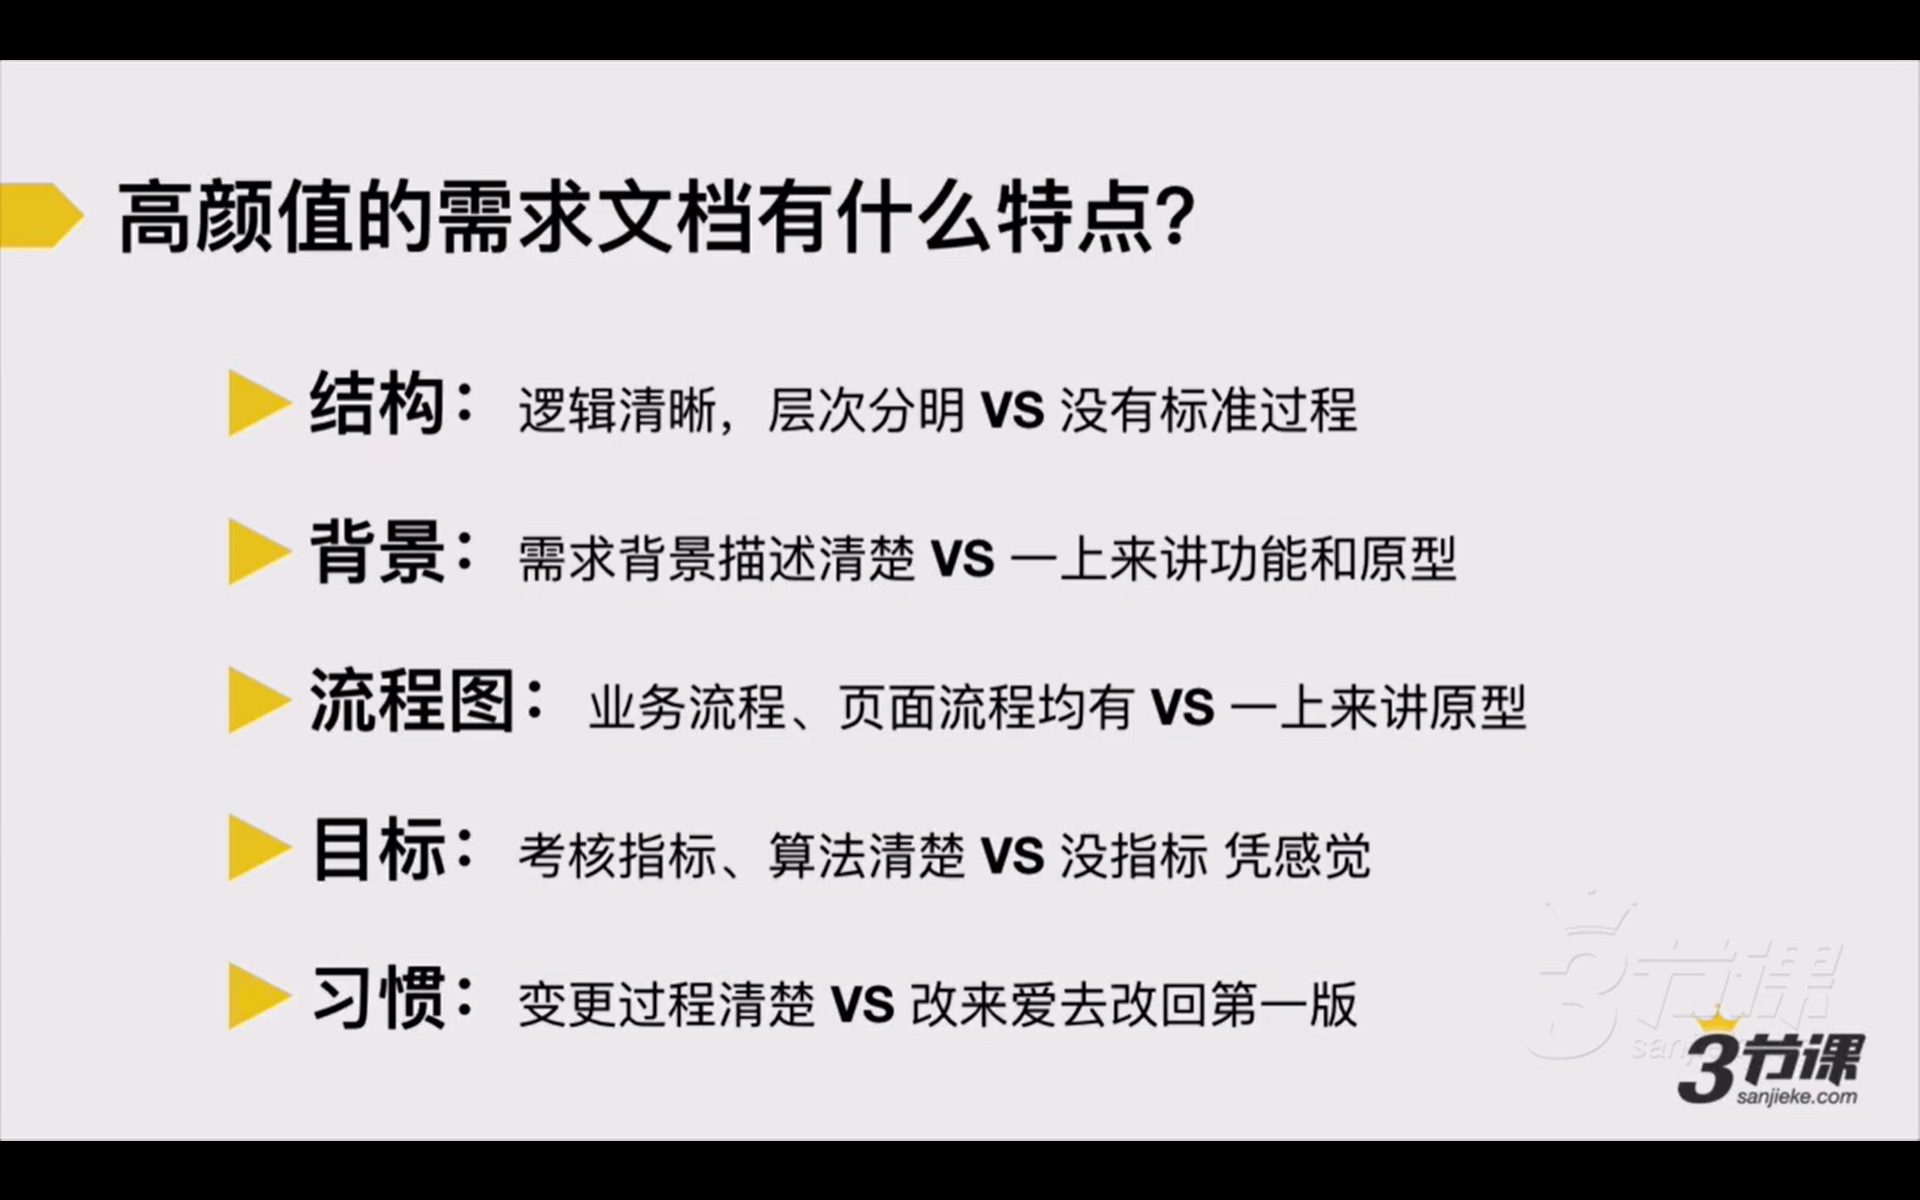 高颜值的需求文档有什么特点?
结构：逻辑清晰，层次分明 VS 没有标准过程
背景：需求背景描述清楚 VS 一上来讲功能和原型
流程图：业务流程、页面流程均有 VS 一上来讲原型
目标：考核指标、算法清楚 VS 没指标 凭感觉
习惯：变更过程清楚 VS 改来爱去改回第一版
3节课
san
3节课
sanjieke.com